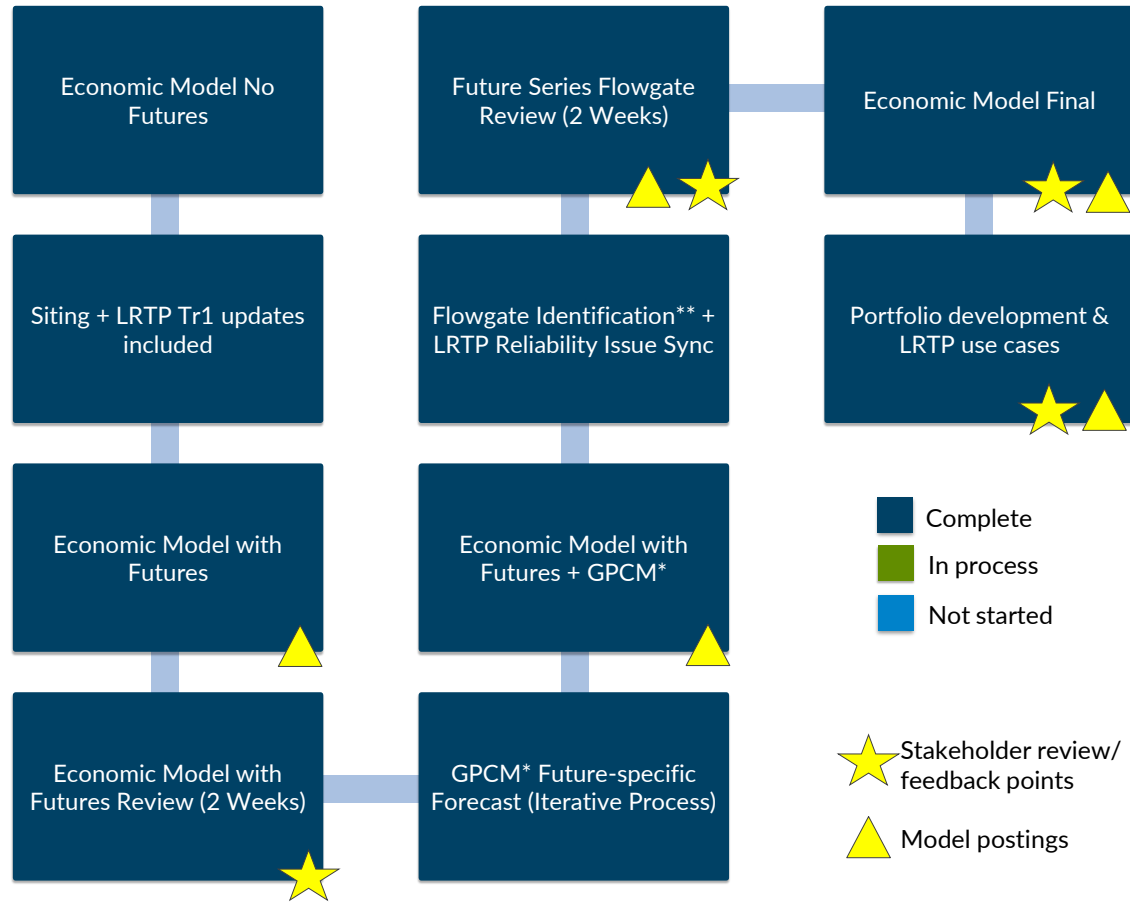 Economic Model No
Futures
Siting + LRTP Tr1 updates
included
Economic Model with
Futures
Economic Model with
Futures Review (2 Weeks)
GPCM* Future-specific
Forecast (Iterative Process)
Economic Model with
Futures + GPCM*
Flowgate Identification** +
LRTP Reliability Issue Sync
Future Series Flowgate
Review (2 Weeks)
Economic Model Final
Portfolio development &
LRTP use cases
Complete
In process
Not started
Stakeholder review/
feedback points
Model postings